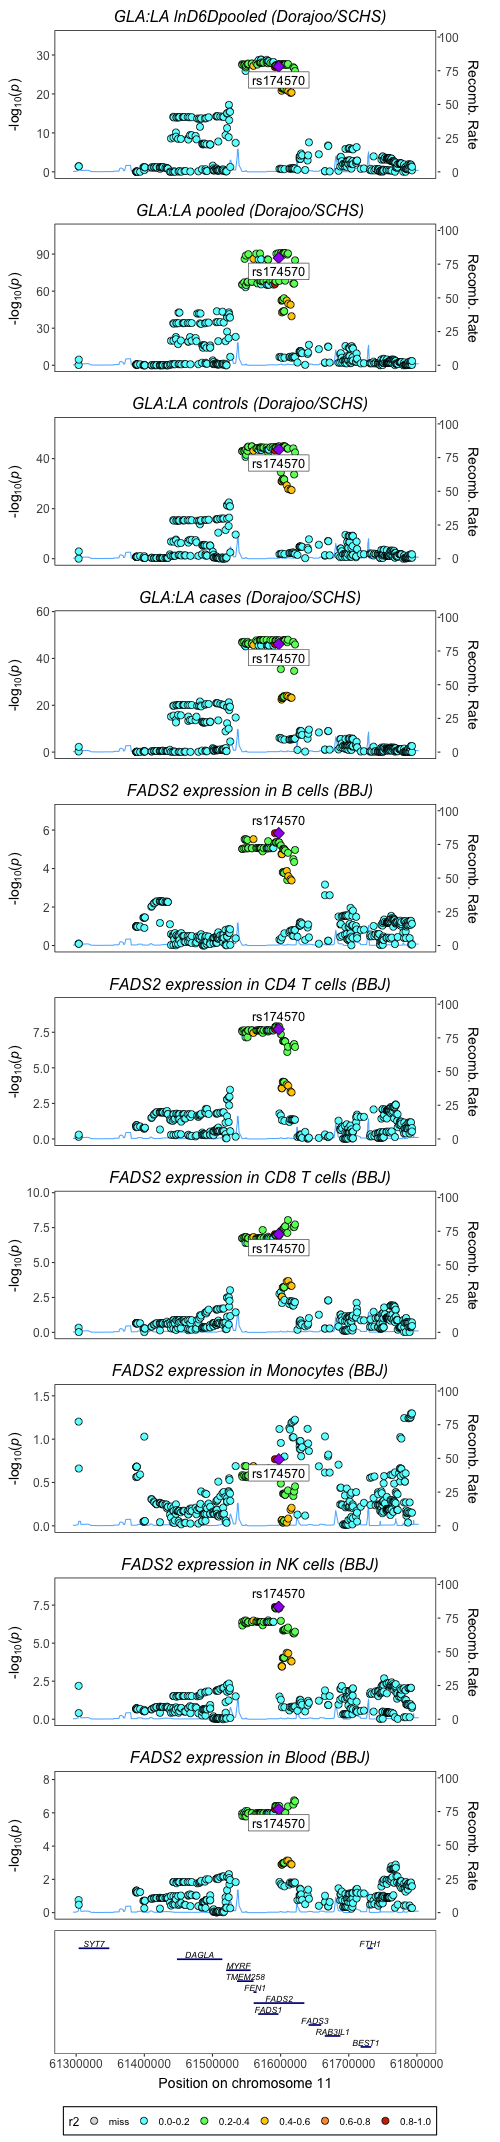 GLA:LA lnD6Dpooled (Dorajoo/SCHS)
-log10(p)
30
20
10
0
rs174570
100
75
50
25
0
Recomb. Rate
GLA:LA pooled (Dorajoo/SCHS)
-log10(p)
90
60
30
0
rs174570
100
75
50
25
0
Recomb. Rate
GLA:LA controls (Dorajoo/SCHS)
-log10(p)
40
20
0
rs174570
100
75
50
25
0
Recomb. Rate
GLA:LA cases (Dorajoo/SCHS)
-log10(p)
60
40
20
0
rs174570
100
75
50
25
0
Recomb. Rate
FADS2 expression in B cells (BBJ)
-log10(p)
6
4
2
0
rs174570
100
75
50
25
0
Recomb. Rate
FADS2 expression in CD4 T cells (BBJ)
-log10(p)
7.5
5.0
2.5
0.0
rs174570
100
75
50
25
0
Recomb. Rate
FADS2 expression in CD8 T cells (BBJ)
-log10(p)
10.0
7.5
5.0
2.5
0.0
rs174570
100
75
50
25
0
Recomb. Rate
FADS2 expression in Monocytes (BBJ)
-log10(p)
1.5
1.0
0.5
0.0
rs174570
100
75
50
25
0
Recomb. Rate
FADS2 expression in NK cells (BBJ)
-log10(p)
7.5
5.0
2.5
0.0
rs174570
100
75
50
25
0
Recomb. Rate
FADS2 expression in Blood (BBJ)
-log10(p)
8
6
4
2
0
rs174570
100
75
50
25
0
Recomb. Rate
SYT7 FTH1
DAGLA
MYRF
TMEM258
FEN1
FADS2
FADS1
FADS3
RAB3IL1
BEST1
61300000 61400000 61500000 61600000 61700000 61800000
Position on chromosome 11
r2 miss 0.0-0.2 0.2-0.4 0.4-0.6 0.6-0.8 0.8-1.0